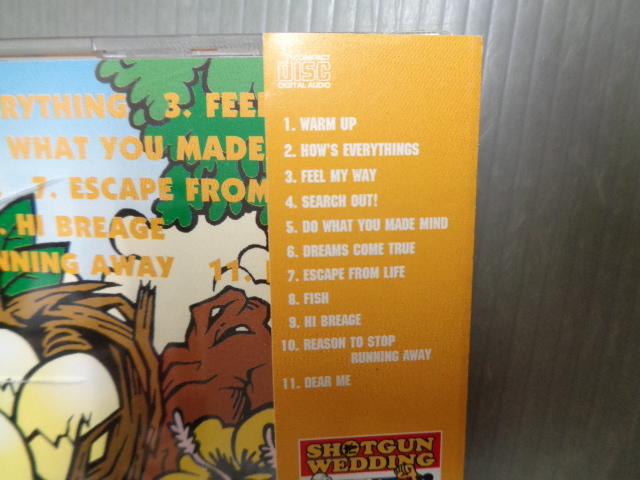 ERYTHING 3. FEEL
WHAT YOU MADE
7. ESCAPE FROM
HI BREAGE
NNING AWAY 11.
COMPACT
DISC
DIGITAL AUDIO
1. WARM UP
2. HOW'S EVERYTHINGS
3. FEEL MY WAY
4. SEARCH OUT!
5. DO WHAT YOU MADE MIND
6. DREAMS COME TRUE
7. ESCAPE FROM LIFE
8. FISH
9. HI BREAGE
10. REASON TO STOP
RUNNING AWAY
11. DEAR ME
SHOTGUN
WEDDING